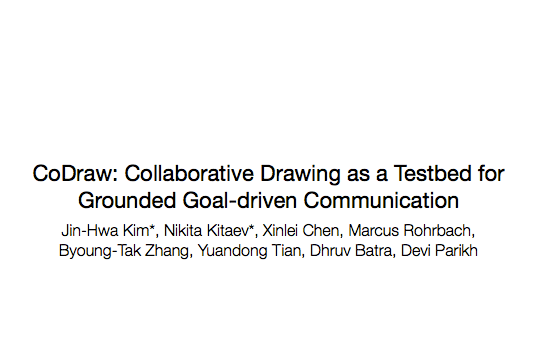 CoDraw: Collaborative Drawing as a Testbed for
Grounded Goal-driven Communication
Jin-Hwa Kim*, Nikita Kitaev*, Xinlei Chen, Marcus Rohrbach,
Byoung-Tak Zhang, Yuandong Tian, Dhruv Batra, Devi Parikh